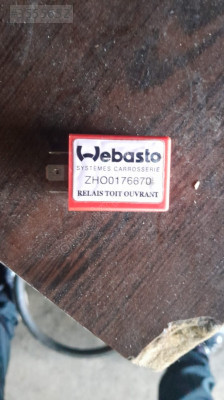 Webasto
SYSTEMES CARROSSERIE
ZHO0176870
RELAIS TOIT OUVRANT